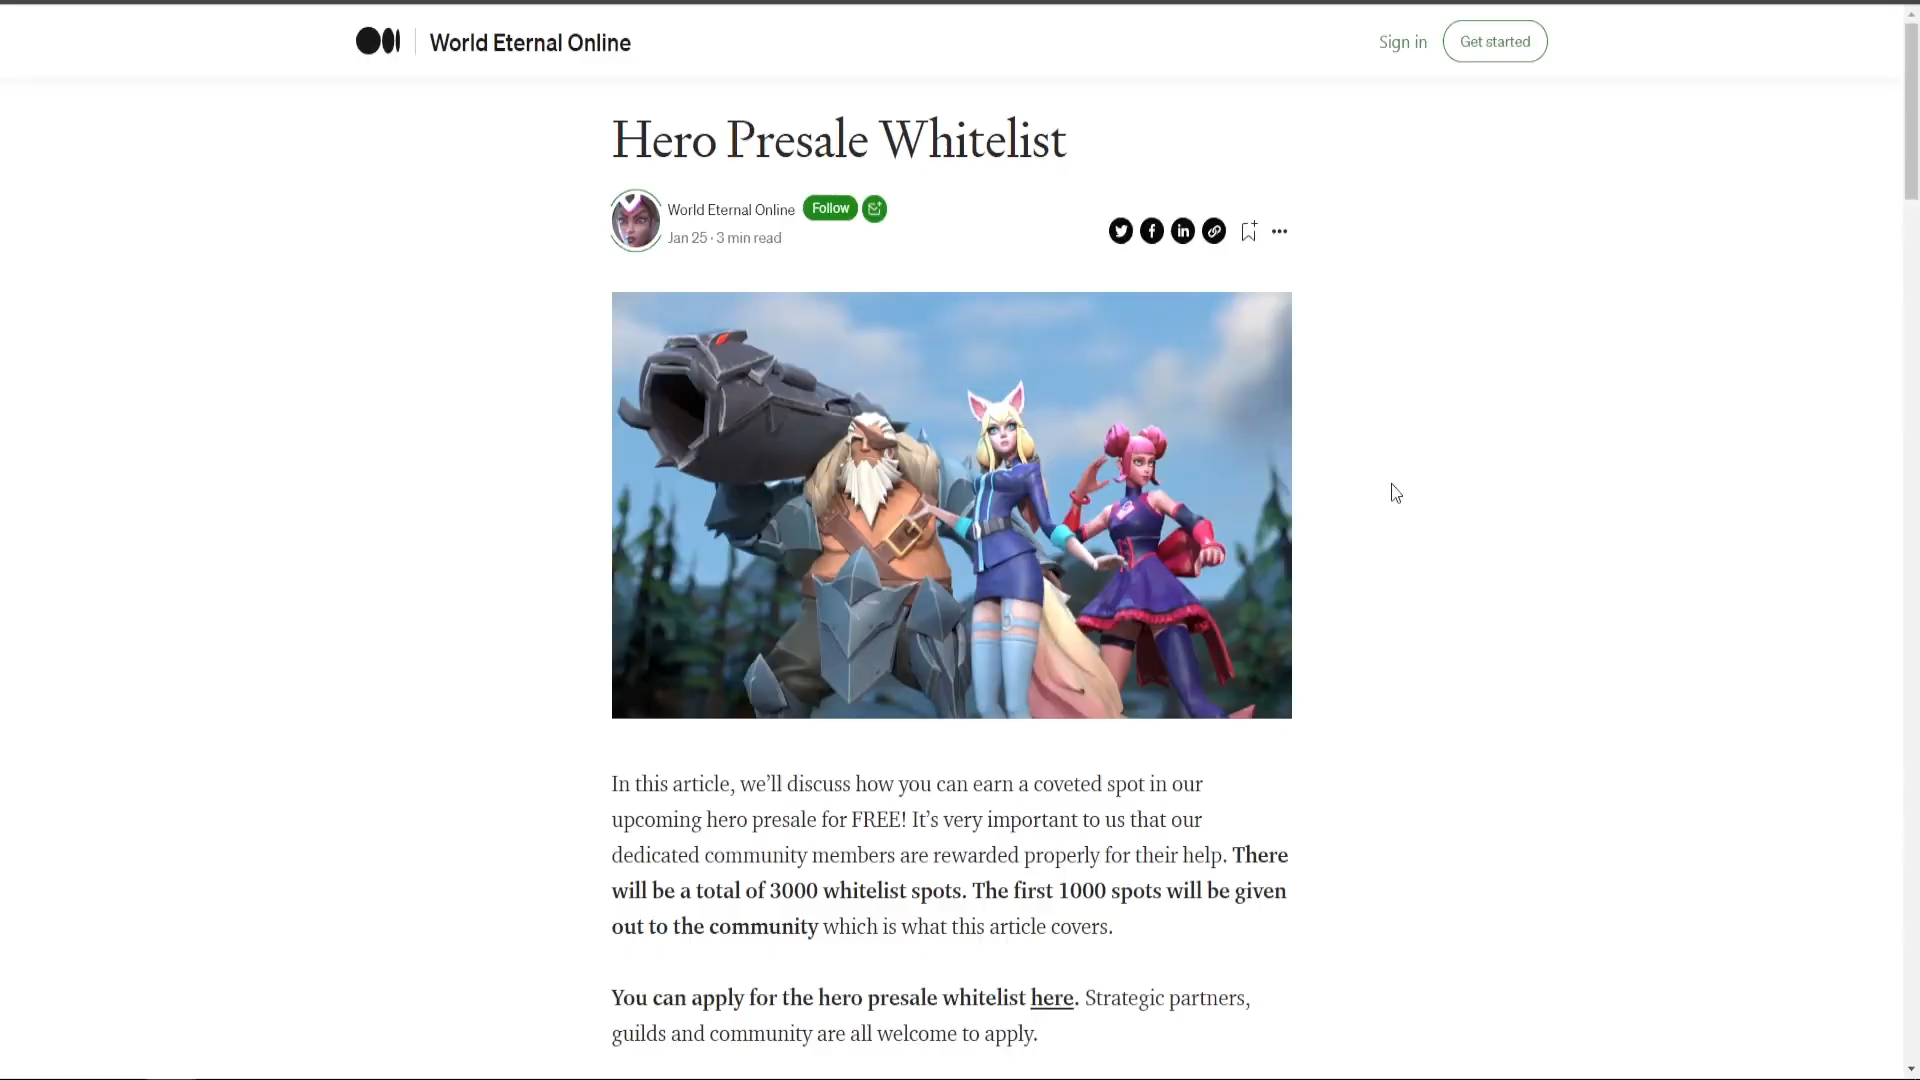 World Eternal Online
Sign in
Get started
Hero Presale Whitelist
World Eternal Online
Follow
Jan 25 · 3 min read
In this article, we’ll discuss how you can earn a coveted spot in our
upcoming hero presale for FREE! It’s very important to us that our
dedicated community members are rewarded properly for their help. There
will be a total of 3000 whitelist spots. The first 1000 spots will be given
out to the community which is what this article covers.
You can apply for the hero presale whitelist here. Strategic partners,
guilds and community are all welcome to apply.